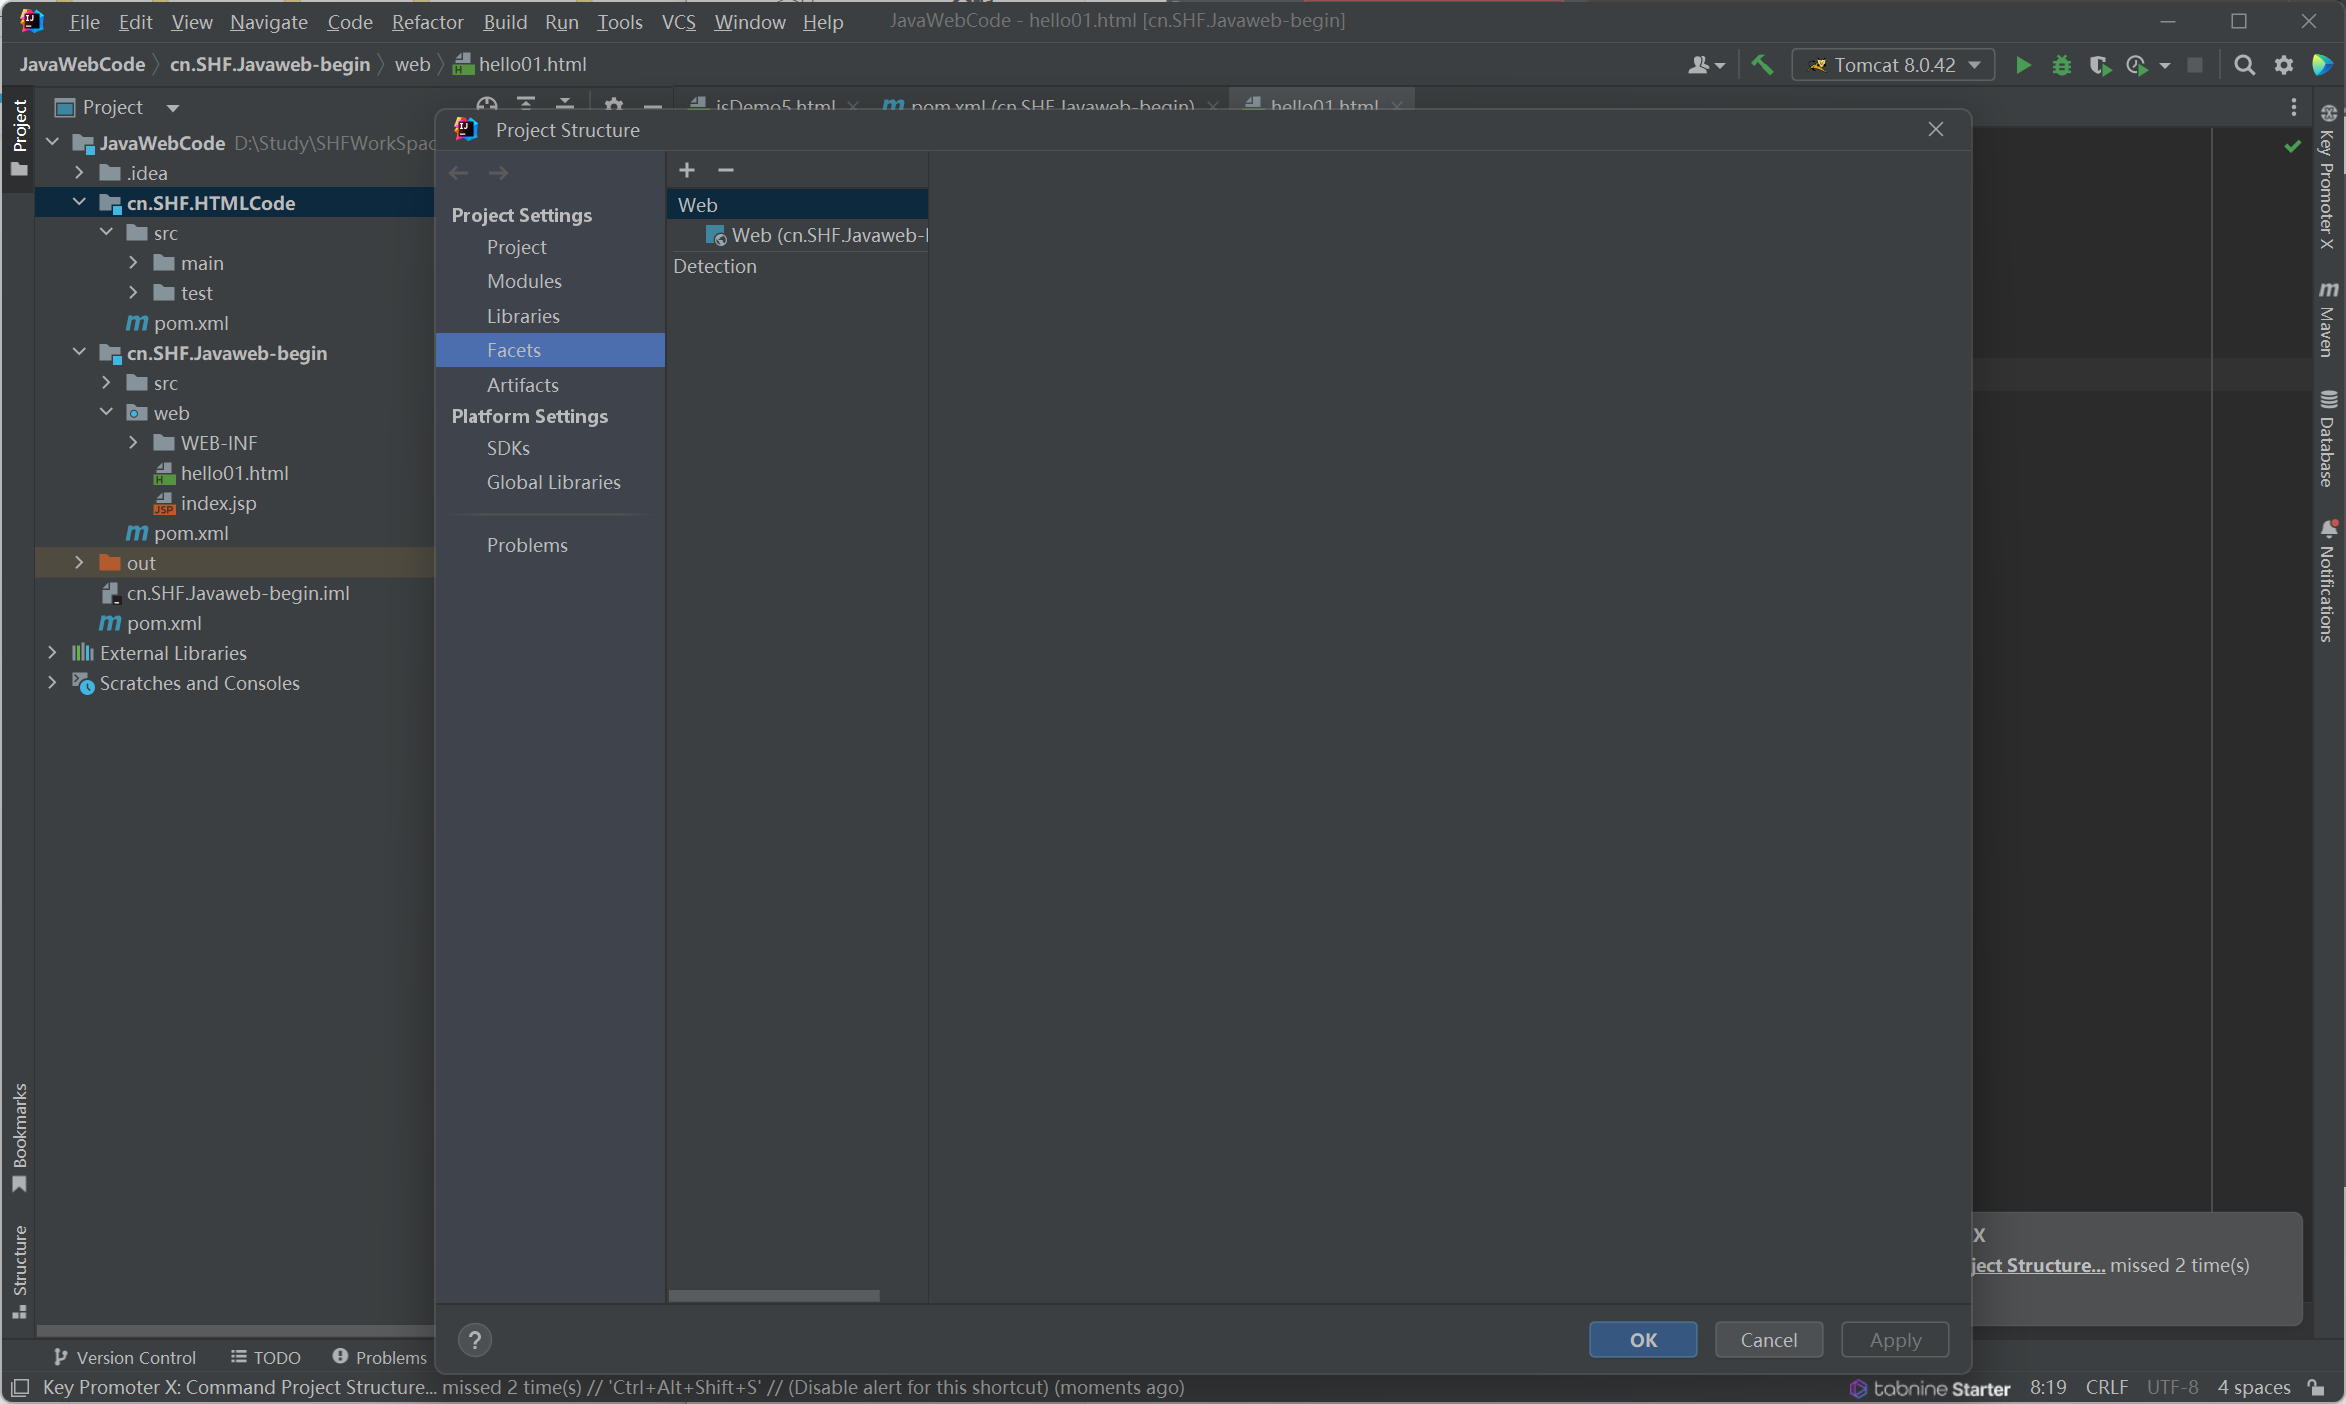 File Edit View Navigate Code Refactor Build Run Tools VCS Window Help JavaWebCode - hello01.html [cn.SHF.Javaweb-begin]
JavaWebCode cn.SHF.Javaweb-begin web hello01.html Tomcat 8.0.42
Project
jsDemo5.html pom.xml (cn.SHF.Javaweb-begin) hello01.html
Project
JavaWebCode D:\Study\SHFWorkSpac
.idea
cn.SHF.HTMLCode
src
main
test
pom.xml
cn.SHF.Javaweb-begin
src
web
WEB-INF
hello01.html
index.jsp
pom.xml
out
cn.SHF.Javaweb-begin.iml
pom.xml
External Libraries
Scratches and Consoles
Bookmarks
Structure
Project Structure
Project Settings
Project
Modules
Libraries
Facets
Artifacts
Platform Settings
SDKs
Global Libraries
Problems
Web
Web (cn.SHF.Javaweb-
Detection
?
OK Cancel Apply
Key Promoter X
Maven
Database
Notifications
X
ject Structure... missed 2 time(s)
Version Control TODO Problems
Key Promoter X: Command Project Structure... missed 2 time(s) // 'Ctrl+Alt+Shift+S' // (Disable alert for this shortcut) (moments ago)
tabnine Starter 8:19 CRLF UTF-8 4 spaces